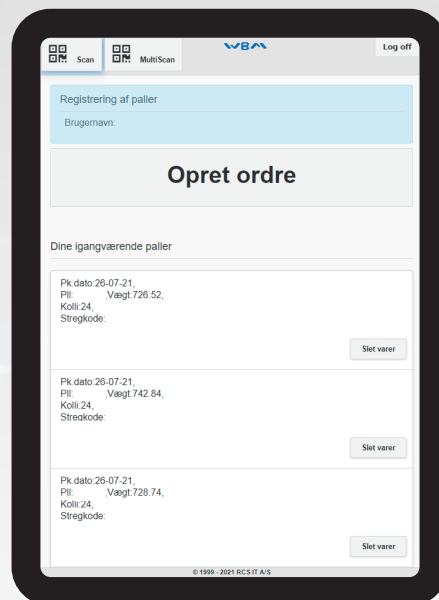 Scan
MultiScan
WBM
Log off
Registrering af paller
Brugernavn:
Opret ordre
Dine igangværende paller
Pk.dato:26-07-21,
Pll: ,Vægt:726.52,
Kolli:24,
Stregkode:
Slet varer
Pk.dato:26-07-21,
Pll: ,Vægt:742.84,
Kolli:24,
Stregkode:
Slet varer
Pk.dato:26-07-21,
Pll: ,Vægt:728.74,
Kolli:24,
Stregkode:
Slet varer
© 1999 - 2021 RCS IT A/S